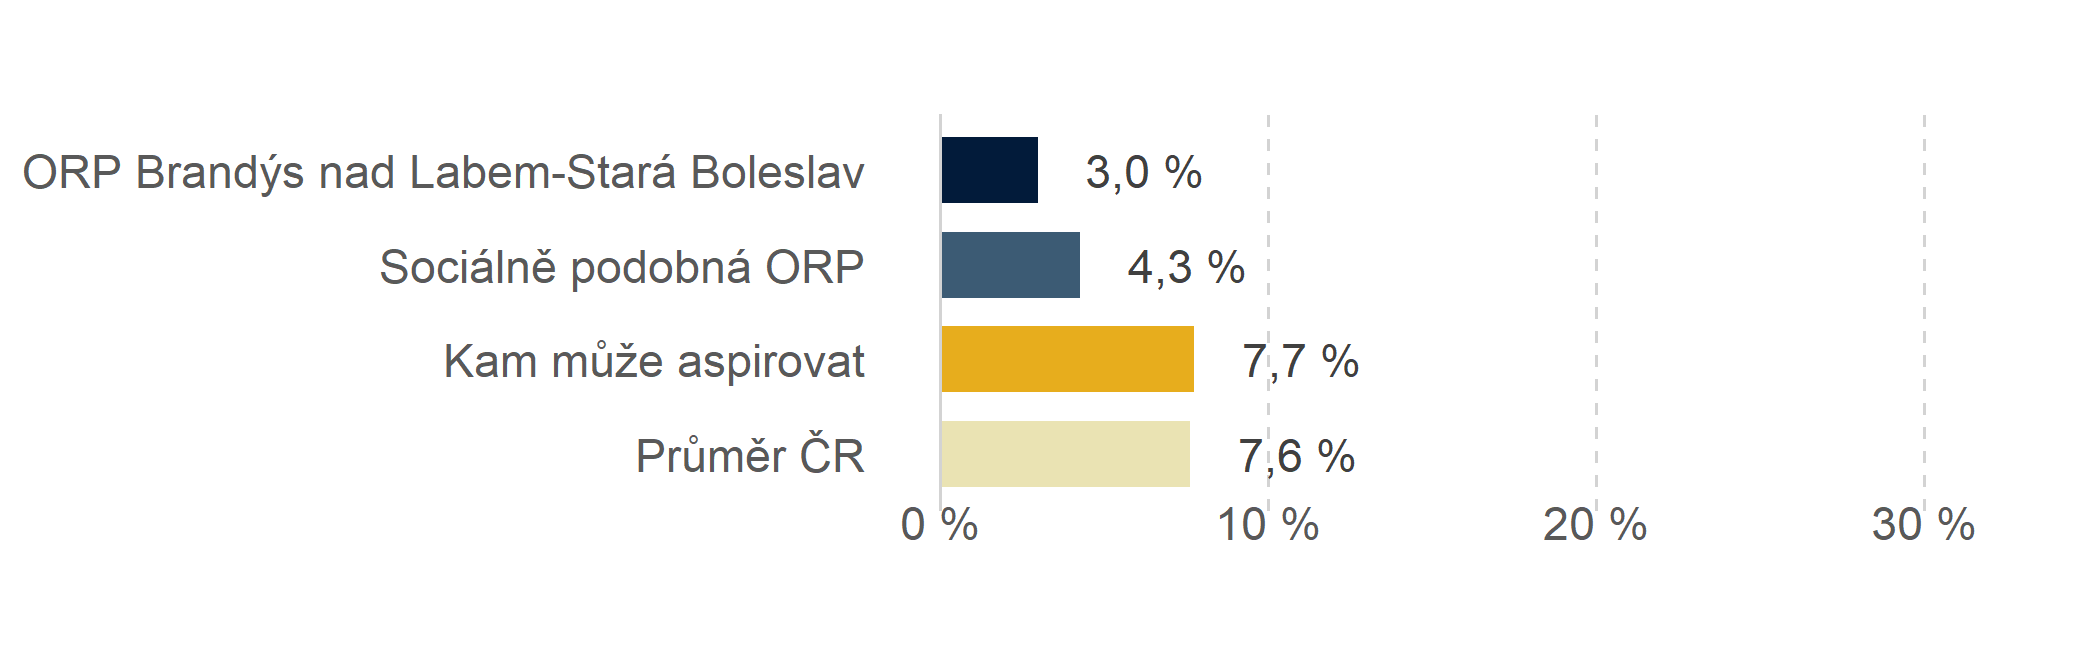 ORP Brandýs nad Labem-Stará Boleslav 3,0 %
Sociálně podobná ORP 4,3 %
Kam může aspirovat 7,7 %
Průměr ČR 7,6 %
0 % 10 % 20 % 30 %